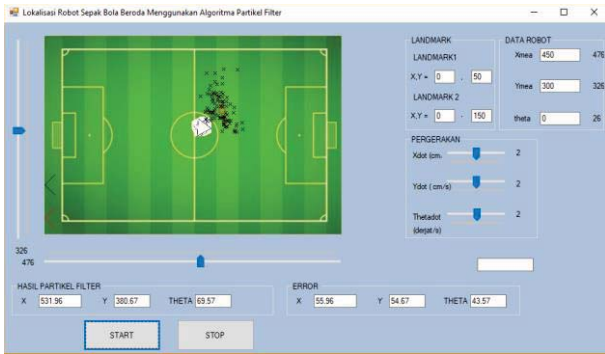 Lokalisasi Robot Sepak Bola Beroda Menggunakan Algoritma Partikel Filter
LANDMARK
LANDMARK1
X,Y = 0 , 50
LANDMARK 2
X,Y = 0 , 150
DATA ROBOT
Xmea 450 476
Ymea 300 326
theta 0 26
PERGERAKAN
Xdot (cm- 2
Ydot ( cm/s) 2
Thetadot 2
(derjat/s)
326
476
HASIL PARTIKEL FILTER
X 531.96 Y 380.67 THETA 69.57
ERROR
X 55.96 Y 54.67 THETA 43.57
START STOP